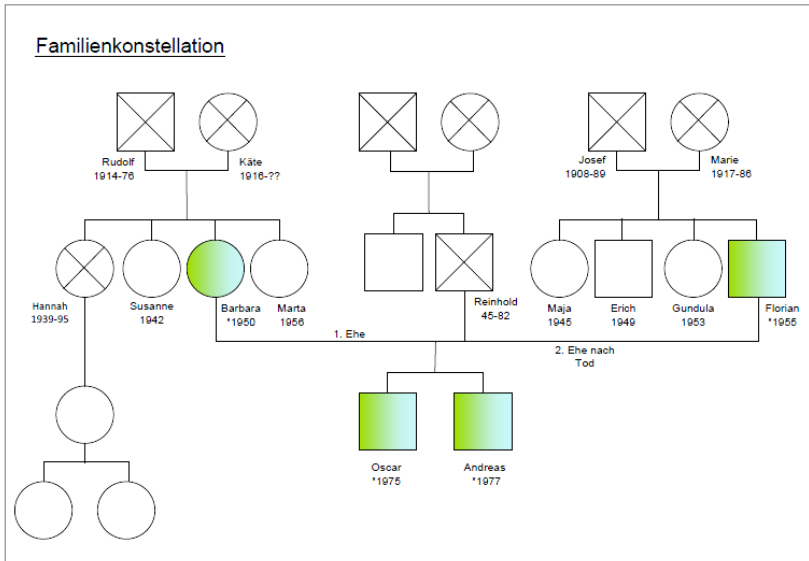 Familienkonstellation
Rudolf
1914-76
Käte
1916-??
Josef
1908-89
Marie
1917-86
Hannah
1939-95
Susanne
1942
Barbara
*1950
Marta
1956
Reinhold
45-82
Maja
1945
Erich
1949
Gundula
1953
Florian
*1955
1. Ehe
2. Ehe nach
Tod
Oscar
*1975
Andreas
*1977